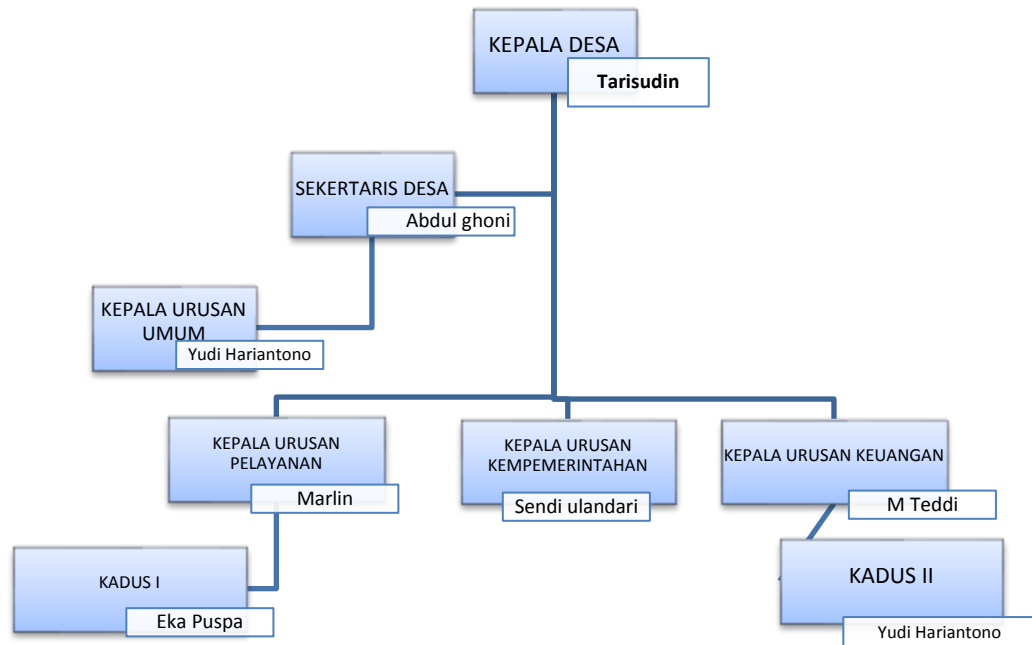 KEPALA DESA
Tarisudin
SEKERTARIS DESA
Abdul ghoni
KEPALA URUSAN
UMUM
Yudi Hariantono
KEPALA URUSAN
PELAYANAN
Marlin
KEPALA URUSAN
KEMPEMERINTAHAN
Sendi ulandari
KEPALA URUSAN KEUANGAN
M Teddi
KADUS I
Eka Puspa
KADUS II
Yudi Hariantono